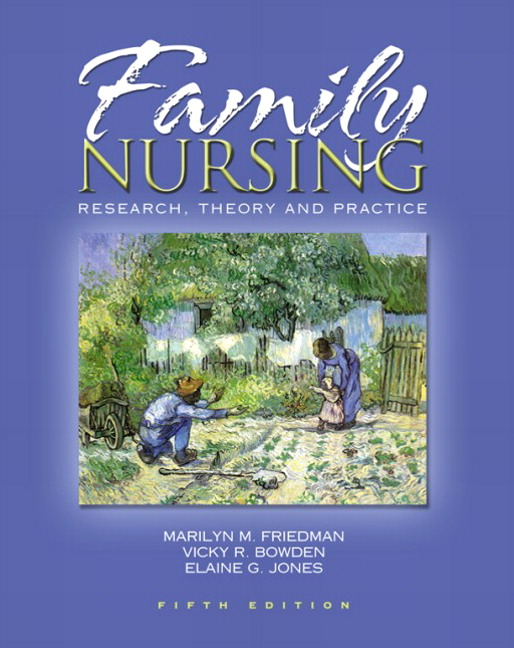 Family
NURSING
RESEARCH, THEORY AND PRACTICE
MARILYN M. FRIEDMAN
VICKY R. BOWDEN
ELAINE G. JONES
FIFTH EDITION